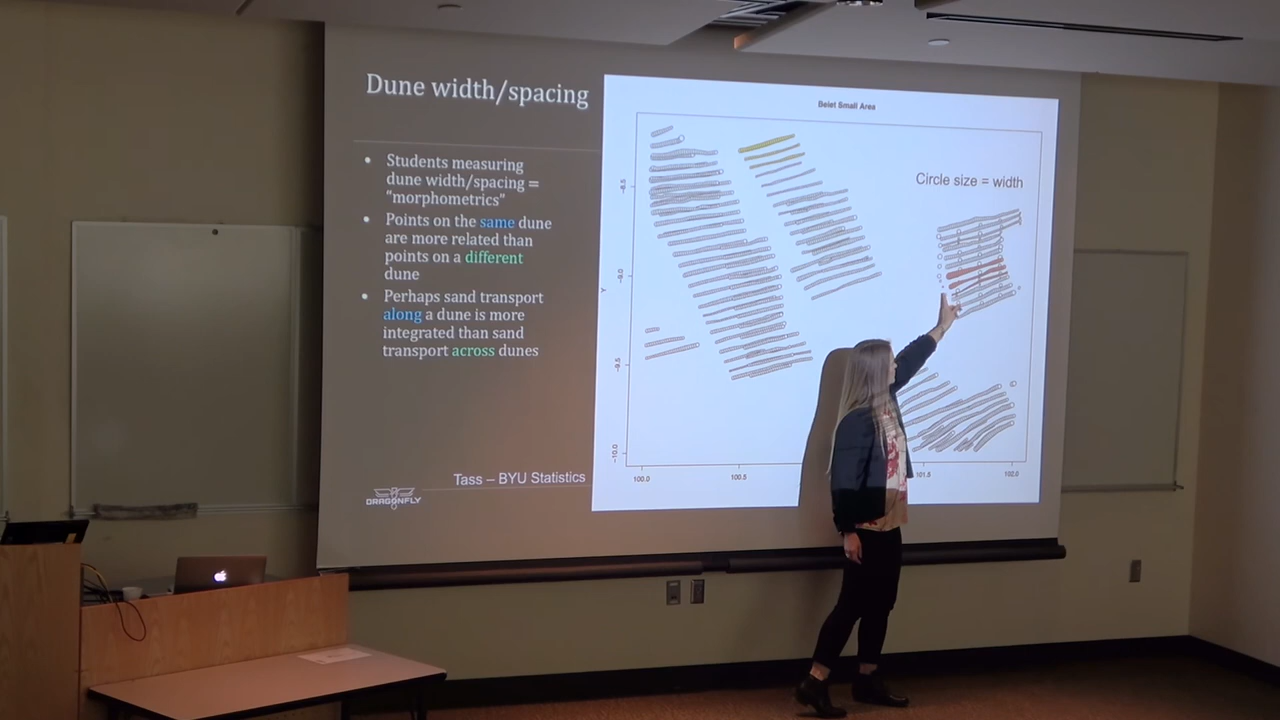 Dune width/spacing
• Students measuring
dune width/spacing =
"morphometrics"
• Points on the same dune
are more related than
points on a different
dune
• Perhaps sand transport
along a dune is more
integrated than sand
transport across dunes
Tass – BYU Statistics
DRAGONFLY
Belet Small Area
Circle size = width
Y
-8.5
-9.0
-9.5
-10.0
100.0
100.5
101.5
102.0